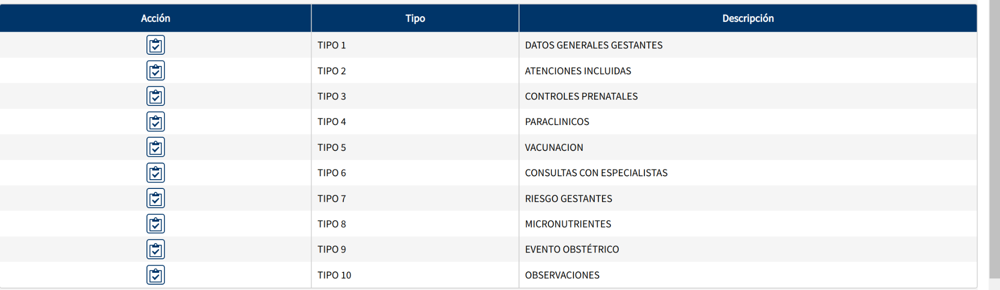 Acción Tipo Descripción
TIPO 1 DATOS GENERALES GESTANTES
TIPO 2 ATENCIONES INCLUIDAS
TIPO 3 CONTROLES PRENATALES
TIPO 4 PARACLINICOS
TIPO 5 VACUNACION
TIPO 6 CONSULTAS CON ESPECIALISTAS
TIPO 7 RIESGO GESTANTES
TIPO 8 MICRONUTRIENTES
TIPO 9 EVENTO OBSTÉTRICO
TIPO 10 OBSERVACIONES